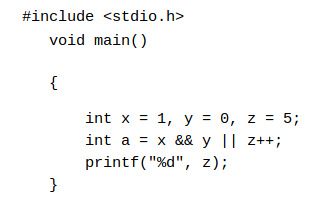 #include <stdio.h>
void main()
{
int x = 1, y = 0, z = 5;
int a = x && y || z++;
printf("%d", z);
}